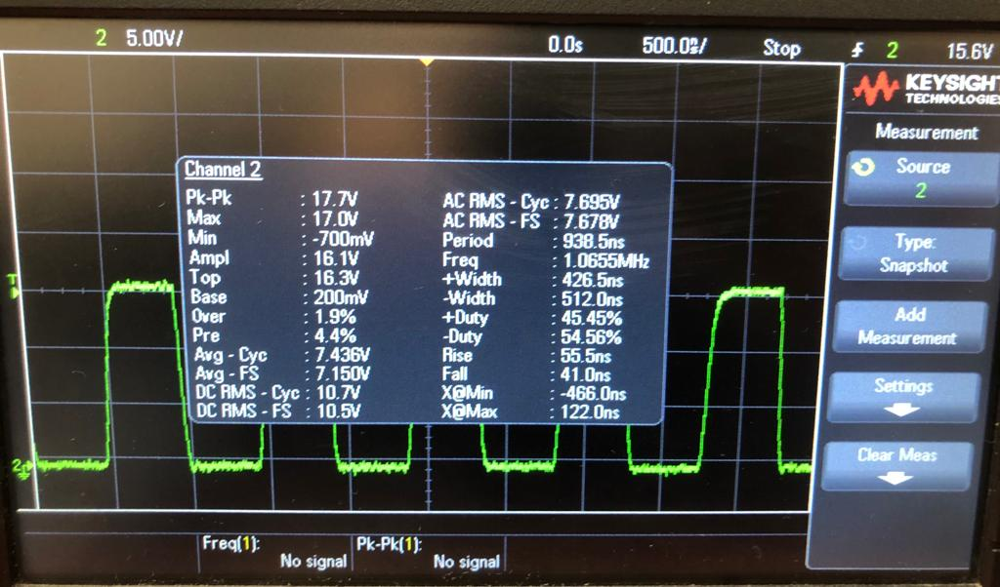 2 5.00V/ 0.0s 500.0ns/ Stop 2 15.6V
KEYSIGHT
TECHNOLOGIES
Measurement
Source
2
Type:
Snapshot
Add
Measurement
Settings
Clear Meas
Channel 2
Pk-Pk : 17.7V
Max : 17.0V
Min : -700mV
Ampl : 16.1V
Top : 16.3V
Base : 200mV
Over : 1.9%
Pre : 4.4%
Avg - Cyc : 7.436V
Avg - FS : 7.150V
DC RMS - Cyc : 10.7V
DC RMS - FS : 10.5V
AC RMS - Cyc : 7.695V
AC RMS - FS : 7.678V
Period : 938.5ns
Freq : 1.0655MHz
+Width : 426.5ns
-Width : 512.0ns
+Duty : 45.45%
-Duty : 54.56%
Rise : 55.5ns
Fall : 41.0ns
X@Min : -466.0ns
X@Max : 122.0ns
T
2
Freq(1):
No signal
Pk-Pk(1):
No signal